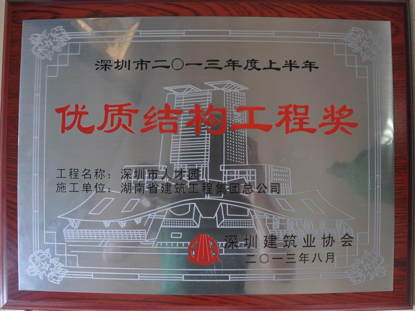 深圳市二〇一三年度上半年
优质结构工程奖
工程名称：深圳市人才园
施工单位：湖南省建筑工程集团总公司
深圳建筑业协会
二〇一三年八月